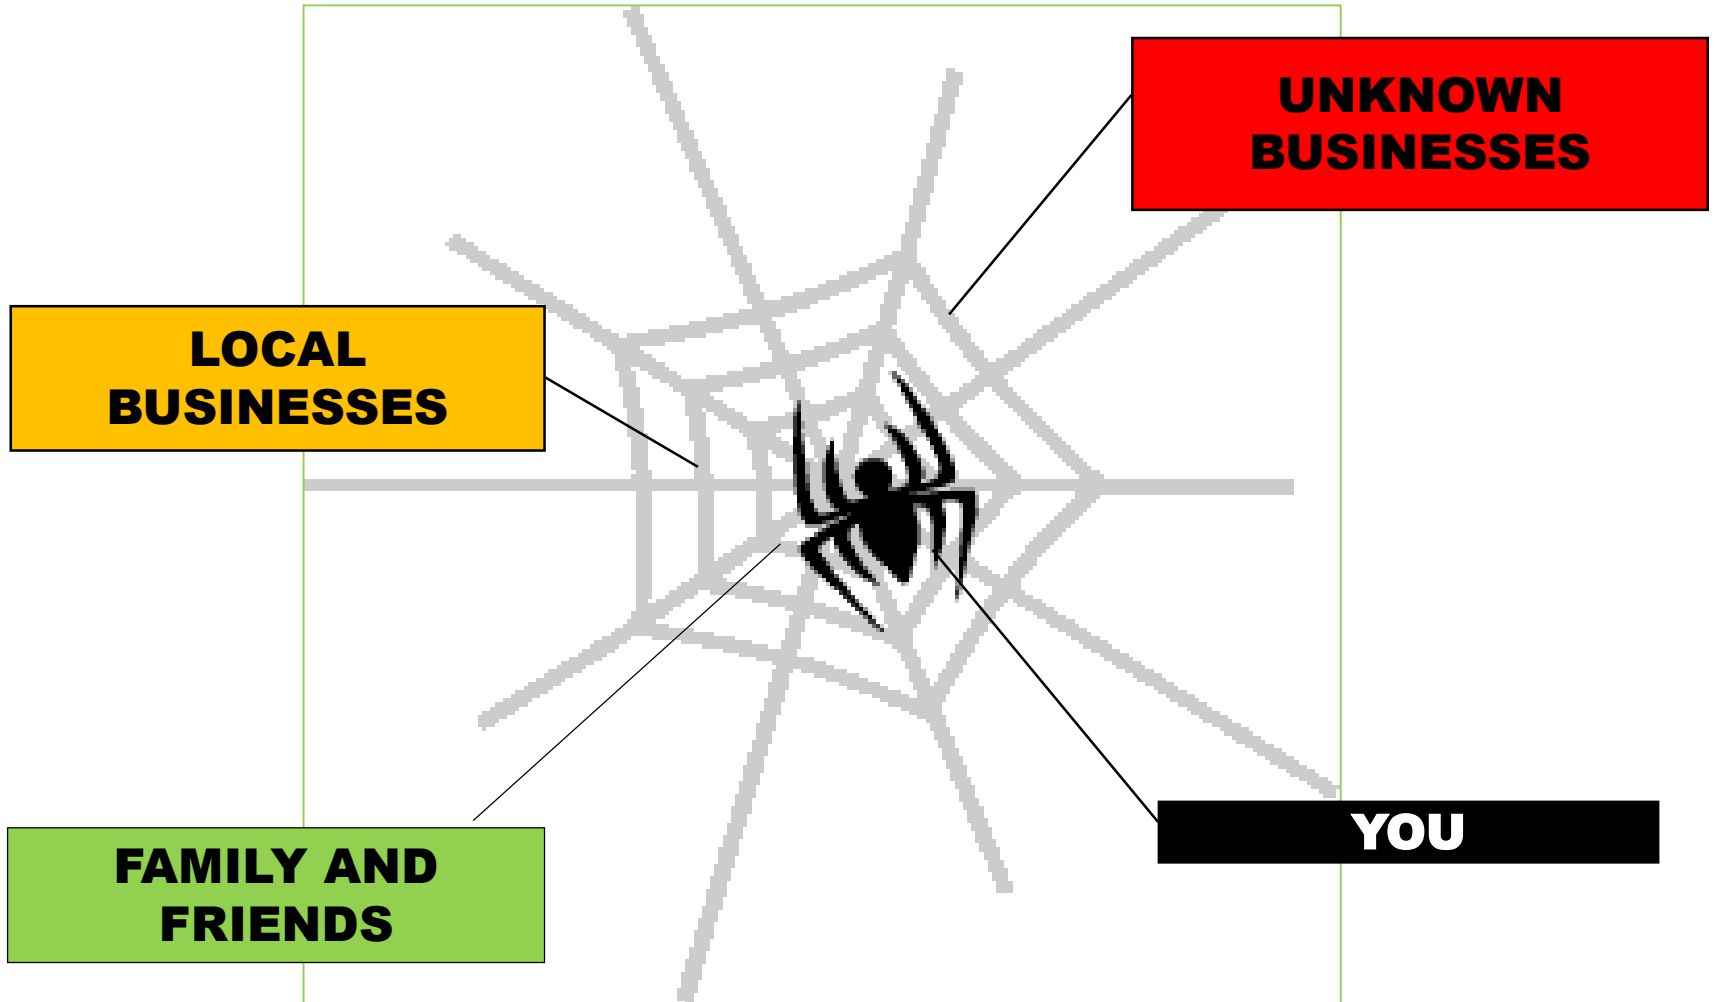 UNKNOWN
BUSINESSES
LOCAL
BUSINESSES
FAMILY AND
FRIENDS
YOU